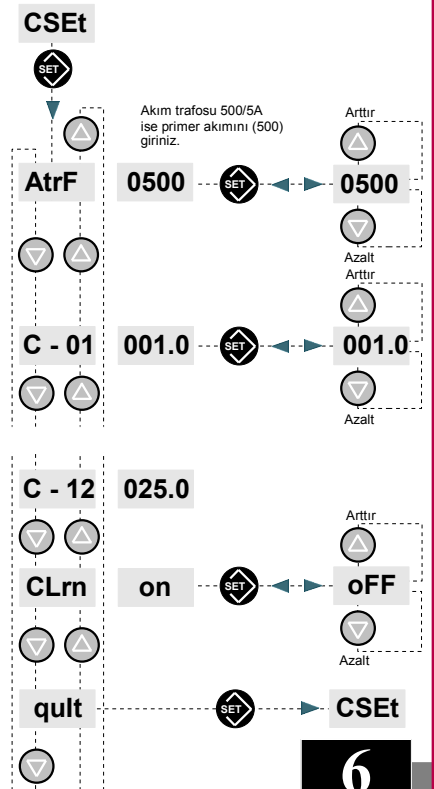 CSEt
SET
Akım trafosu 500/5A
ise primer akımını (500)
giriniz.
Arttır
AtrF 0500 SET 0500
Azalt
Arttır
C - 01 001.0 SET 001.0
Azalt
C - 12 025.0
Arttır
CLrn on SET oFF
Azalt
quIt SET CSEt
6